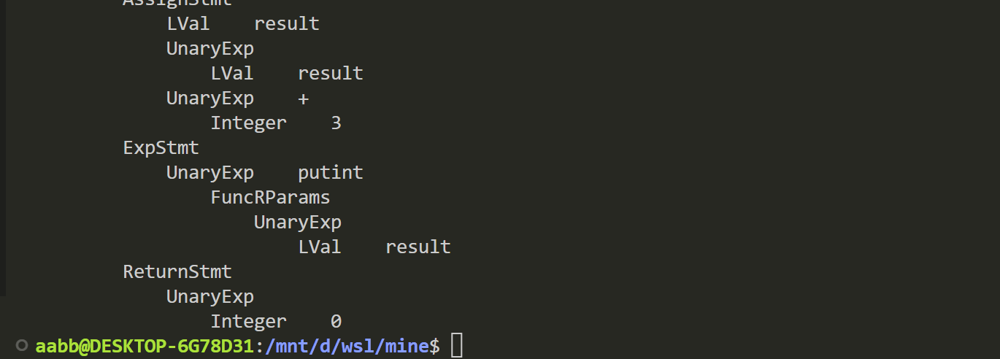 AssignStmt
LVal    result
UnaryExp
LVal    result
UnaryExp    +
Integer    3
ExpStmt
UnaryExp    putint
FuncRParams
UnaryExp
LVal    result
ReturnStmt
UnaryExp
Integer    0
aabb@DESKTOP-6G78D31:/mnt/d/wsl/mine$